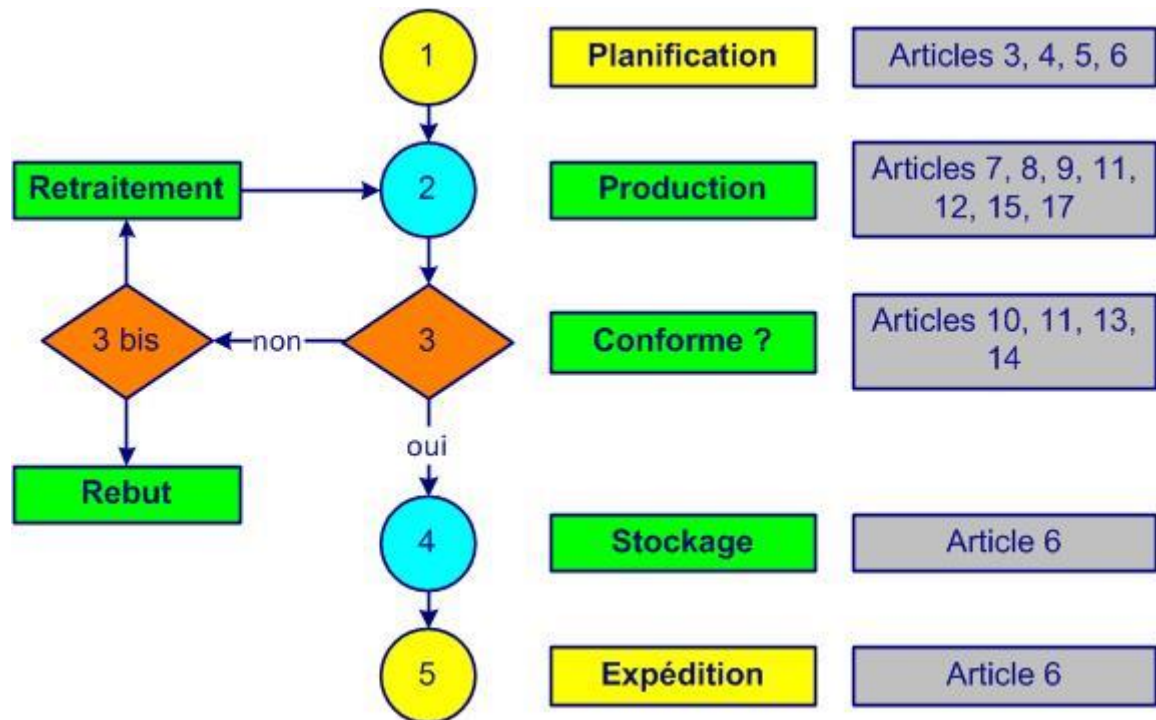 1
Planification
Articles 3, 4, 5, 6
Retraitement
2
Production
Articles 7, 8, 9, 11,
12, 15, 17
3 bis
non
3
Conforme ?
Articles 10, 11, 13,
14
oui
Rebut
4
Stockage
Article 6
5
Expédition
Article 6